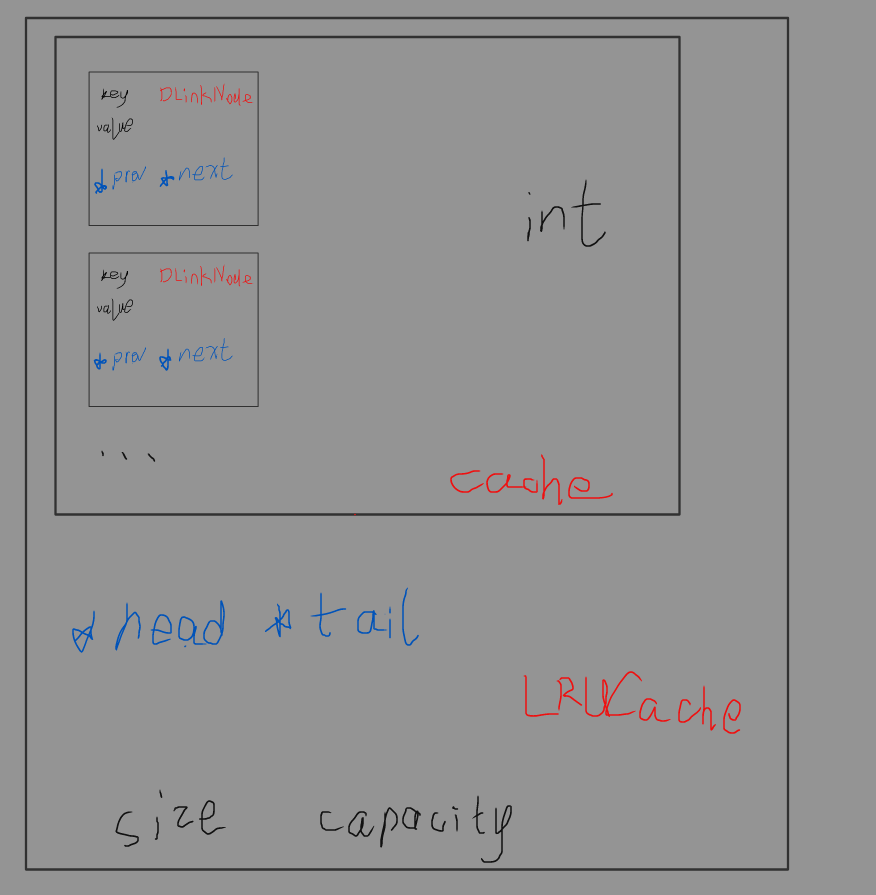 key DLinkNode
value
*prev *next
int
key DLinkNode
value
*prev *next
...
cache
*head *tail
LRUCache
size capacity